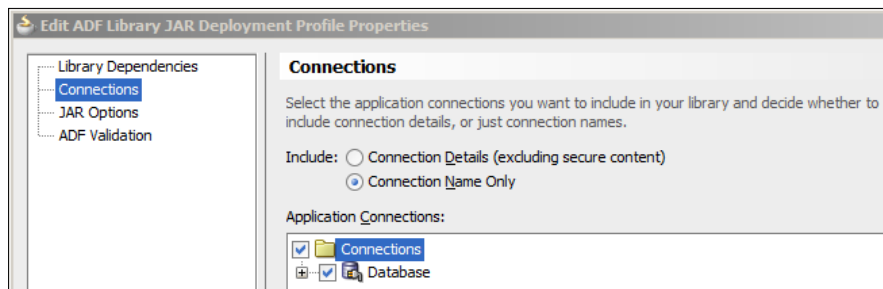 Edit ADF Library JAR Deployment Profile Properties
Library Dependencies
Connections
JAR Options
ADF Validation
Connections
Select the application connections you want to include in your library and decide whether to
include connection details, or just connection names.
Include: Connection Details (excluding secure content)
Connection Name Only
Application Connections:
Connections
Database